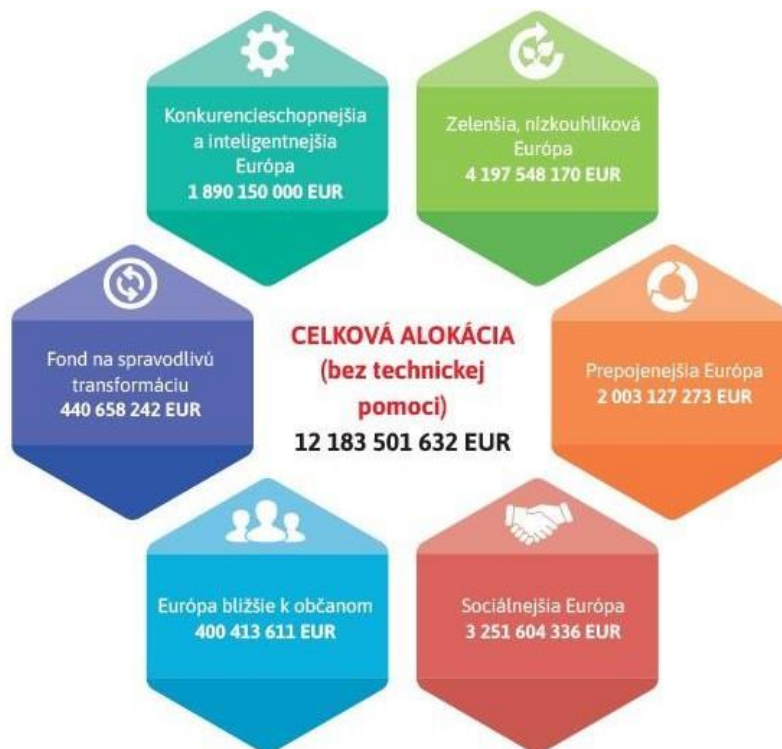 Konkurencieschopnejšia
a inteligentnejšia
Európa
1 890 150 000 EUR
Zelenšia, nízkouhlíková
Európa
4 197 548 170 EUR
Fond na spravodlivú
transformáciu
440 658 242 EUR
CELKOVÁ ALOKÁCIA
(bez technickej
pomoci)
12 183 501 632 EUR
Prepojenejšia Európa
2 003 127 273 EUR
Európa bližšie k občanom
400 413 611 EUR
Sociálnejšia Európa
3 251 604 336 EUR